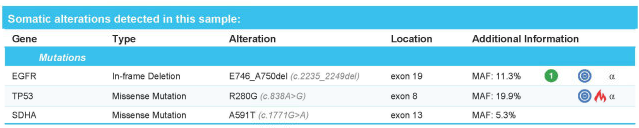 Somatic alterations detected in this sample:
Gene Type Alteration Location Additional Information
Mutations
EGFR In-frame Deletion E746_A750del (c.2235_2249del) exon 19 MAF: 11.3% 1 α
TP53 Missense Mutation R280G (c.838A>G) exon 8 MAF: 19.9% α
SDHA Missense Mutation A591T (c.1771G>A) exon 13 MAF: 5.3%